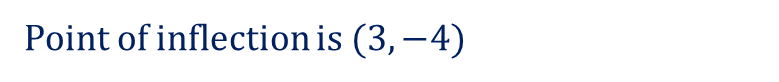 Point of inflection is (3,−4)